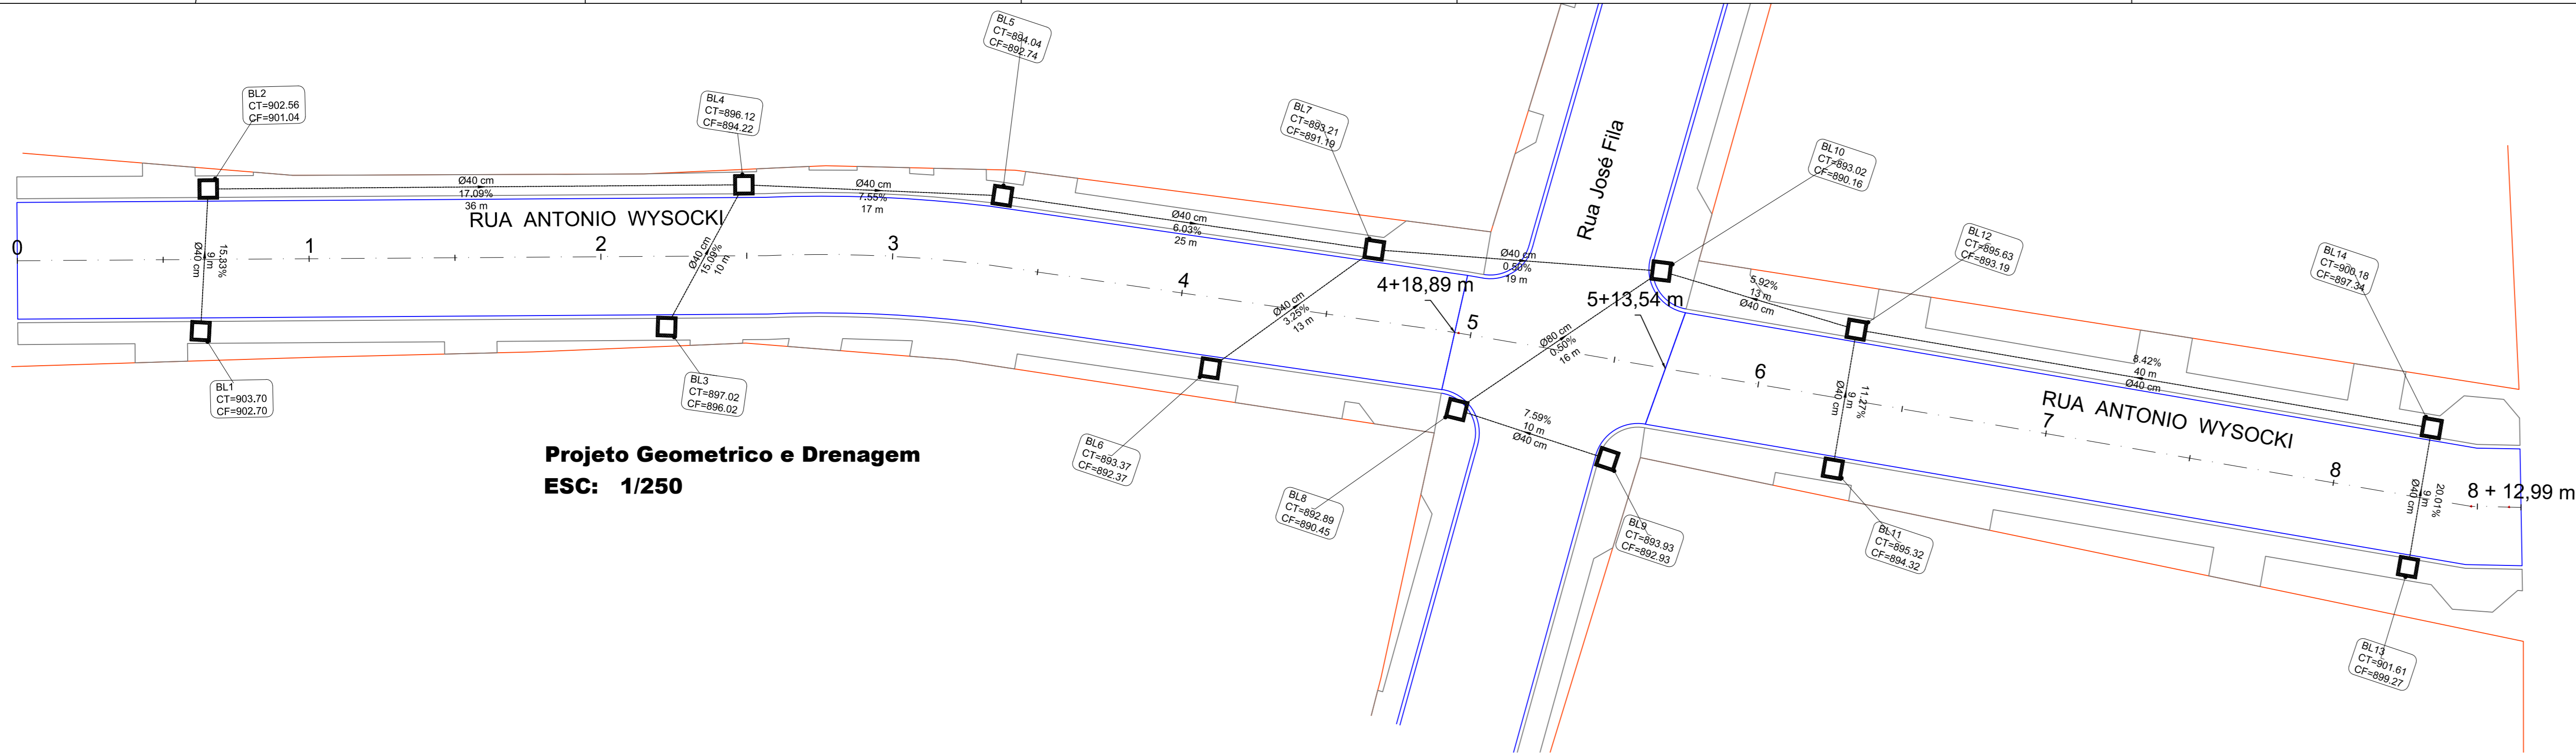 BL5
CT=894.04
CF=892.74
BL2
CT=902.56
CF=901.04
BL4
CT=896.12
CF=894.22
BL7
CT=893.21
CF=891.19
BL10
CT=893.02
CF=890.16
BL12
CT=895.63
CF=893.19
BL14
CT=900.18
CF=897.34
Rua José Fila
Ø40 cm
17.09%
36 m
Ø40 cm
7.55%
17 m
Ø40 cm
6.03%
25 m
Ø40 cm
0.50%
19 m
5.92%
13 m
Ø40 cm
8.42%
40 m
Ø40 cm
RUA ANTONIO WYSOCKI
0
1
2
3
4
5
6
7
8
15.83%
9 m
Ø40 cm
Ø40 cm
15.09%
10 m
Ø40 cm
3.25%
13 m
4+18,89 m
5+13,54 m
Ø80 cm
0.50%
16 m
11.27%
9 m
Ø40 cm
RUA ANTONIO WYSOCKI
20.01%
9 m
Ø40 cm
8 + 12,99 m
7.59%
10 m
Ø40 cm
BL1
CT=903.70
CF=902.70
BL3
CT=897.02
CF=896.02
BL6
CT=893.37
CF=892.37
BL8
CT=892.89
CF=890.45
BL9
CT=893.93
CF=892.93
BL11
CT=895.32
CF=894.32
BL13
CT=901.61
CF=899.27
Projeto Geometrico e Drenagem
ESC: 1/250